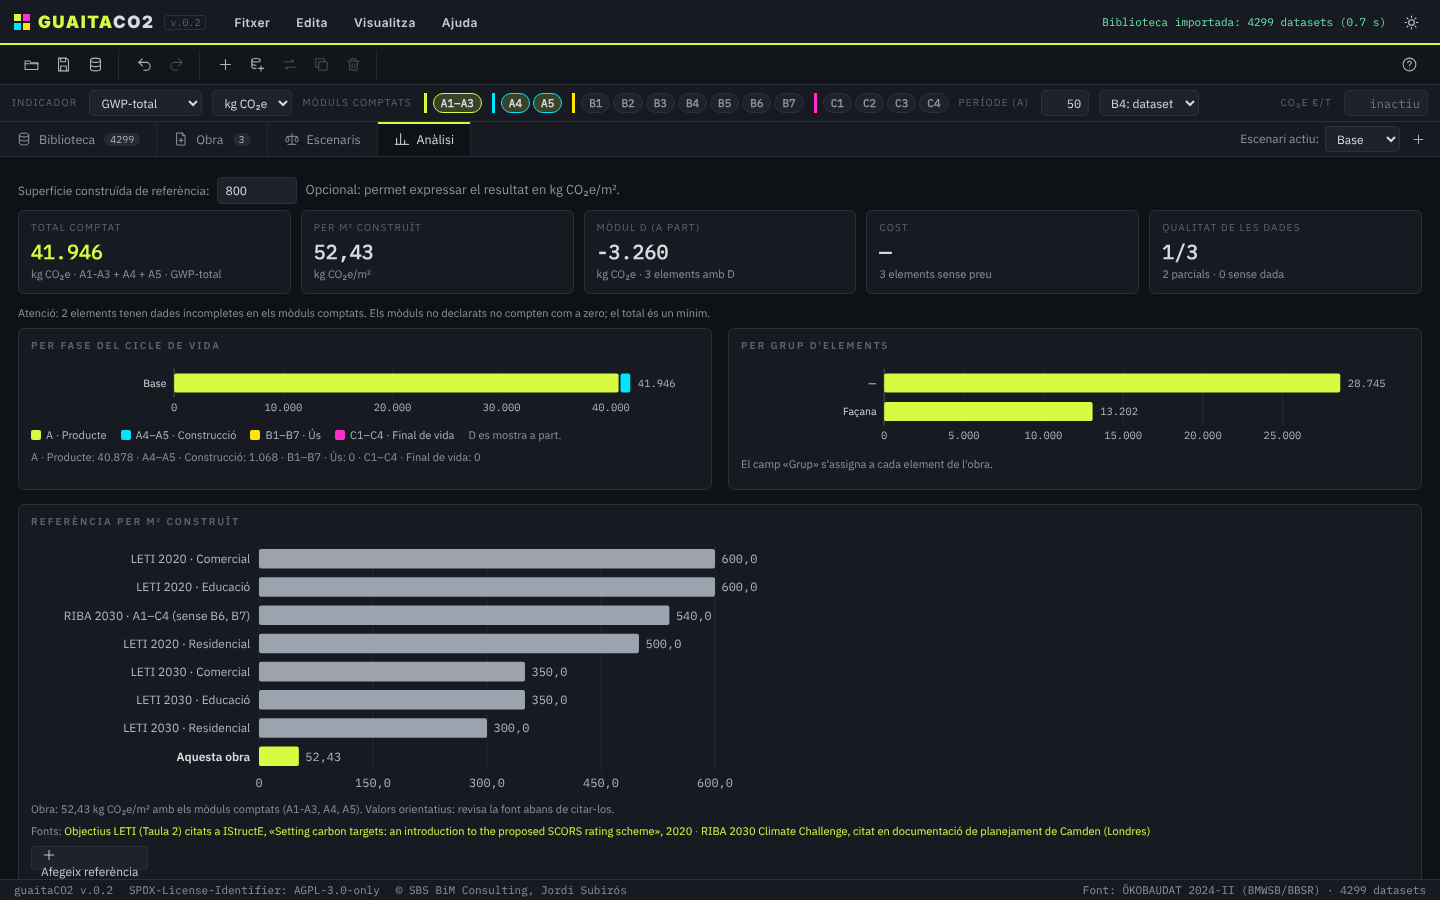 GUAITACO2 v.0.2 Fitxer Edita Visualitza Ajuda Biblioteca importada: 4299 datasets (0.7 s)
INDICADOR GWP-total kg CO₂e MÒDULS COMPTATS A1–A3 A4 A5 B1 B2 B3 B4 B5 B6 B7 C1 C2 C3 C4 PERÍODE (A) 50 B4: dataset CO₂E €/T inactiu
Biblioteca 4299 Obra 3 Escenaris Anàlisi Escenari actiu: Base
Superfície construïda de referència: 800 Opcional: permet expressar el resultat en kg CO₂e/m².
TOTAL COMPTAT
41.946
kg CO₂e · A1-A3 + A4 + A5 · GWP-total
PER M² CONSTRUÏT
52,43
kg CO₂e/m²
MÒDUL D (A PART)
-3.260
kg CO₂e · 3 elements amb D
COST
—
3 elements sense preu
QUALITAT DE LES DADES
1/3
2 parcials · 0 sense dada
Atenció: 2 elements tenen dades incompletes en els mòduls comptats. Els mòduls no declarats no compten com a zero; el total és un mínim.
PER FASE DEL CICLE DE VIDA
Base 41.946
0 10.000 20.000 30.000 40.000
A · Producte A4–A5 · Construcció B1–B7 · Ús C1–C4 · Final de vida D es mostra a part.
A · Producte: 40.878 · A4–A5 · Construcció: 1.068 · B1–B7 · Ús: 0 · C1–C4 · Final de vida: 0
PER GRUP D'ELEMENTS
— 28.745
Façana 13.202
0 5.000 10.000 15.000 20.000 25.000
El camp «Grup» s'assigna a cada element de l'obra.
REFERÈNCIA PER M² CONSTRUÏT
LETI 2020 · Comercial 600,0
LETI 2020 · Educació 600,0
RIBA 2030 · A1–C4 (sense B6, B7) 540,0
LETI 2020 · Residencial 500,0
LETI 2030 · Comercial 350,0
LETI 2030 · Educació 350,0
LETI 2030 · Residencial 300,0
Aquesta obra 52,43
0 150,0 300,0 450,0 600,0
Obra: 52,43 kg CO₂e/m² amb els mòduls comptats (A1-A3, A4, A5). Valors orientatius: revisa la font abans de citar-los.
Fonts: Objectius LETI (Taula 2) citats a IStructE, «Setting carbon targets: an introduction to the proposed SCORS rating scheme», 2020 · RIBA 2030 Climate Challenge, citat en documentació de planejament de Camden (Londres)
Afegeix referència
guaitaCO2 v.0.2 SPDX-License-Identifier: AGPL-3.0-only © SBS BiM Consulting, Jordi Subirós Font: ÖKOBAUDAT 2024-II (BMWSB/BBSR) · 4299 datasets